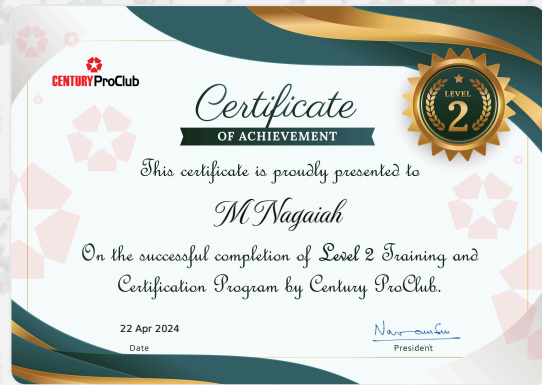 CENTURY ProClub
LEVEL
2
Certificate
OF ACHIEVEMENT
This certificate is proudly presented to
M Nagaiah
On the successful completion of Level 2 Training and
Certification Program by Century ProClub.
22 Apr 2024
Date
President